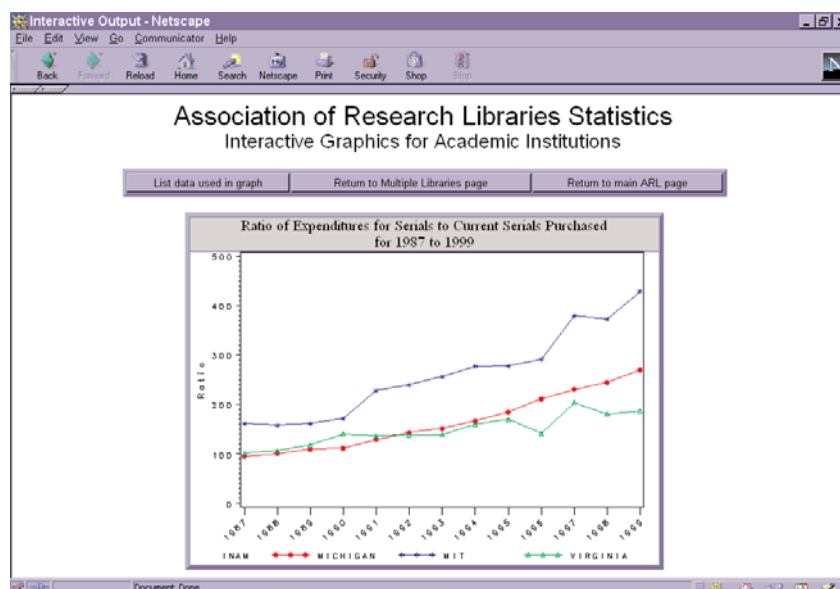 Interactive Output - Netscape
File Edit View Go Communicator Help
Back Forward Reload Home Search Netscape Print Security Shop Stop
N
Association of Research Libraries Statistics
Interactive Graphics for Academic Institutions
List data used in graph Return to Multiple Libraries page Return to main ARL page
Ratio of Expenditures for Serials to Current Serials Purchased
for 1987 to 1999
500
400
300
200
100
0
Ratio
1987 1988 1989 1990 1991 1992 1993 1994 1995 1996 1997 1998 1999
INAM MICHIGAN MIT VIRGINIA
Document: Done